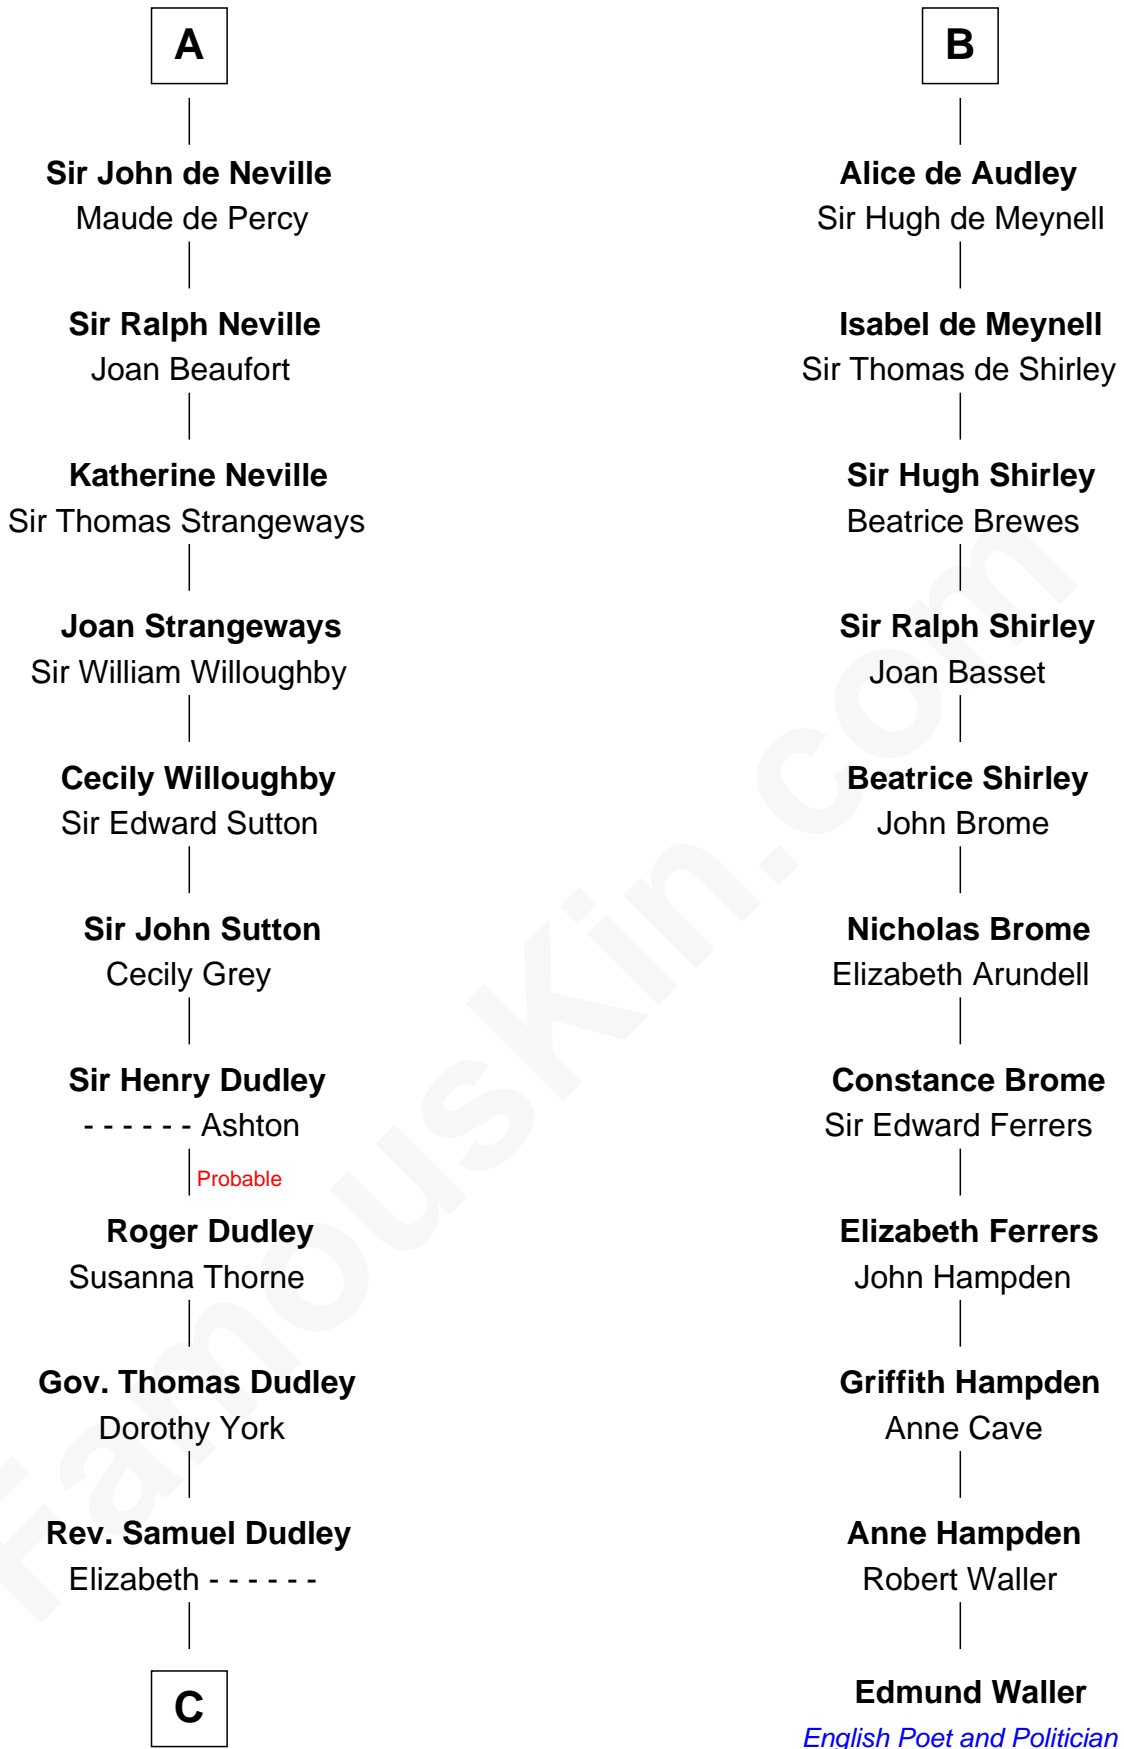 A
Sir John de Neville
Maude de Percy
Sir Ralph Neville
Joan Beaufort
Katherine Neville
Sir Thomas Strangeways
Joan Strangeways
Sir William Willoughby
Cecily Willoughby
Sir Edward Sutton
Sir John Sutton
Cecily Grey
Sir Henry Dudley
- - - - - - Ashton
Probable
Roger Dudley
Susanna Thorne
Gov. Thomas Dudley
Dorothy York
Rev. Samuel Dudley
Elizabeth - - - - - -
C
B
Alice de Audley
Sir Hugh de Meynell
Isabel de Meynell
Sir Thomas de Shirley
Sir Hugh Shirley
Beatrice Brewes
Sir Ralph Shirley
Joan Basset
Beatrice Shirley
John Brome
Nicholas Brome
Elizabeth Arundell
Constance Brome
Sir Edward Ferrers
Elizabeth Ferrers
John Hampden
Griffith Hampden
Anne Cave
Anne Hampden
Robert Waller
Edmund Waller
English Poet and Politician
FamousKin.com